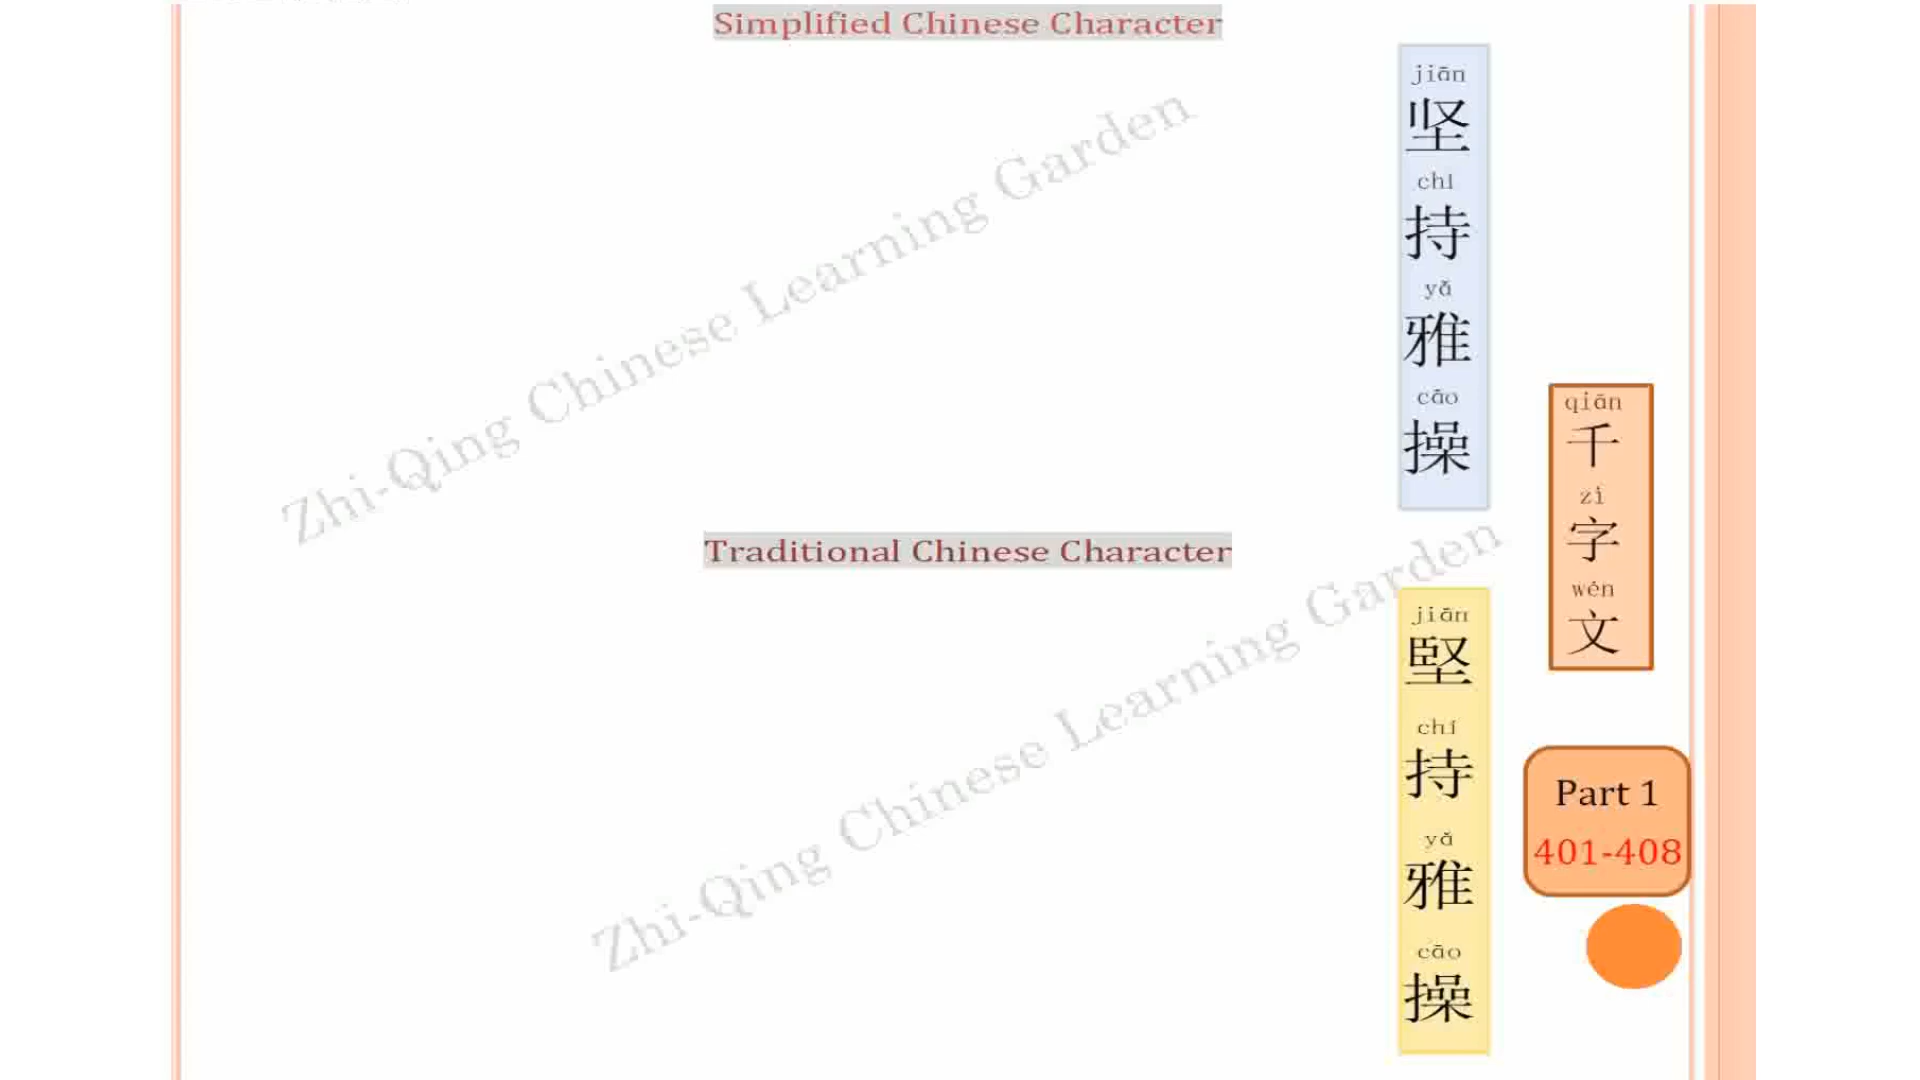 Simplified Chinese Character
jiān
坚
chí
持
yǎ
雅
cāo
操
qiān
千
zì
字
wén
文
Traditional Chinese Character
jiān
堅
chí
持
yǎ
雅
cāo
操
Part 1
401-408
Zhi-Qing Chinese Learning Garden
Zhi-Qing Chinese Learning Garden